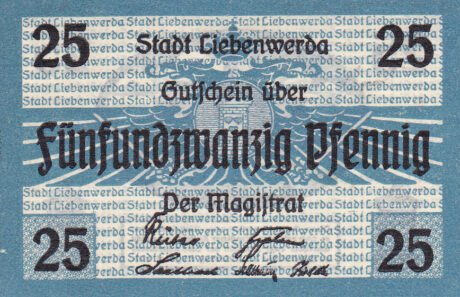 25 Stadt Liebenwerda 25
Gutschein über
Fünfundzwanzig Pfennig
Der Magistrat
25 25